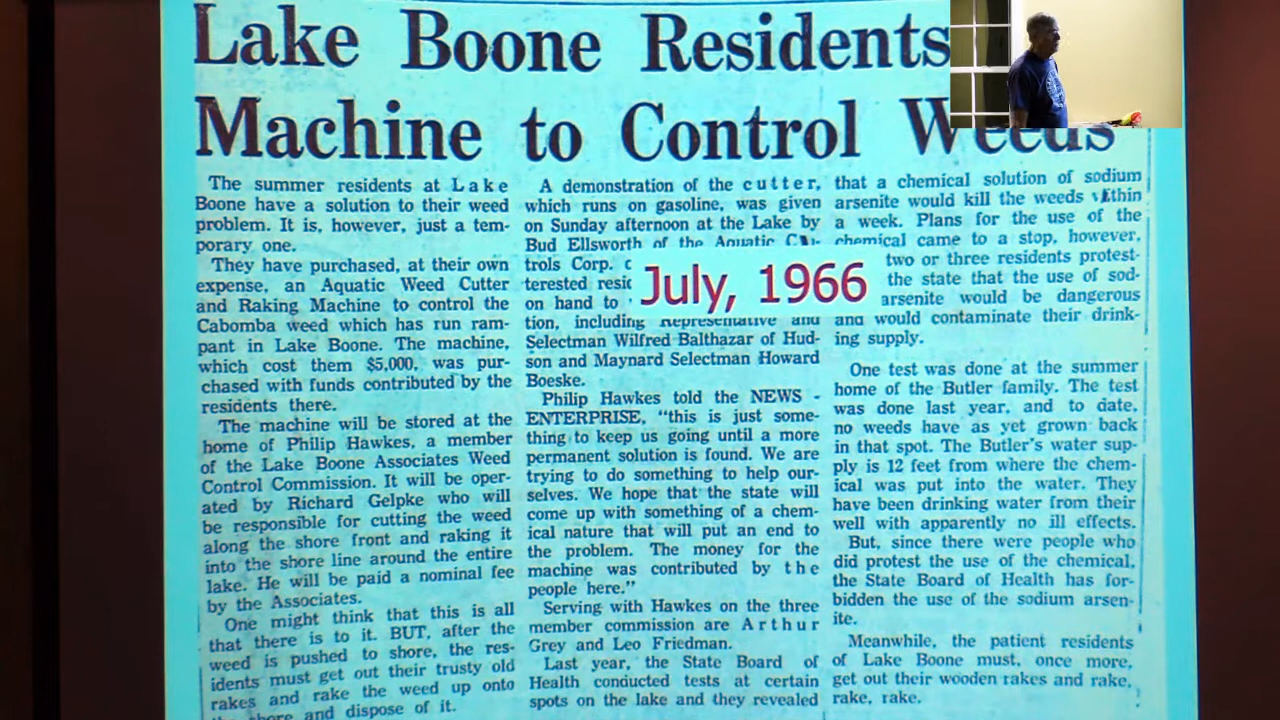 Lake Boone Residents
Machine to Control Weeds
The summer residents at Lake
Boone have a solution to their weed
problem. It is, however, just a tem-
porary one.
They have purchased, at their own
expense, an Aquatic Weed Cutter
and Raking Machine to control the
Cabomba weed which has run ram-
pant in Lake Boone. The machine,
which cost them $5,000, was pur-
chased with funds contributed by the
residents there.
The machine will be stored at the
home of Philip Hawkes, a member
of the Lake Boone Associates Weed
Control Commission. It will be oper-
ated by Richard Gelpke who will
be responsible for cutting the weed
along the shore front and raking it
into the shore line around the entire
lake. He will be paid a nominal fee
by the Associates.
One might think that this is all
that there is to it. BUT, after the
weed is pushed to shore, the res-
idents must get out their trusty old
rakes and rake the weed up onto
the shore and dispose of it.
A demonstration of the cutter,
which runs on gasoline, was given
on Sunday afternoon at the Lake by
Bud Ellsworth of the Aquatic
trols Corp.
terested
on hand to
July, 1966
tion, including Representative and
Selectman Wilfred Balthazar of Hud-
son and Maynard Selectman Howard
Boeske.
Philip Hawkes told the NEWS -
ENTERPRISE, "this is just some-
thing to keep us going until a more
permanent solution is found. We are
trying to do something to help our-
selves. We hope that the state will
come up with something of a chem-
ical nature that will put an end to
the problem. The money for the
machine was contributed by the
people here."
Serving with Hawkes on the three
member commission are Arthur
Grey and Leo Friedman.
Last year, the State Board of
Health conducted tests at certain
spots on the lake and they revealed
that a chemical solution of sodium
arsenite would kill the weeds within
a week. Plans for the use of the
chemical came to a stop, however,
two or three residents protest-
the state that the use of sod-
arsenite would be dangerous
and would contaminate their drink-
ing supply.
One test was done at the summer
home of the Butler family. The test
was done last year, and to date,
no weeds have as yet grown back
in that spot. The Butler's water sup-
ply is 12 feet from where the chem-
ical was put into the water. They
have been drinking water from their
well with apparently no ill effects.
But, since there were people who
did protest the use of the chemical,
the State Board of Health has for-
bidden the use of the sodium arsen-
ite.
Meanwhile, the patient residents
of Lake Boone must, once more,
get out their wooden rakes and rake,
rake, rake.